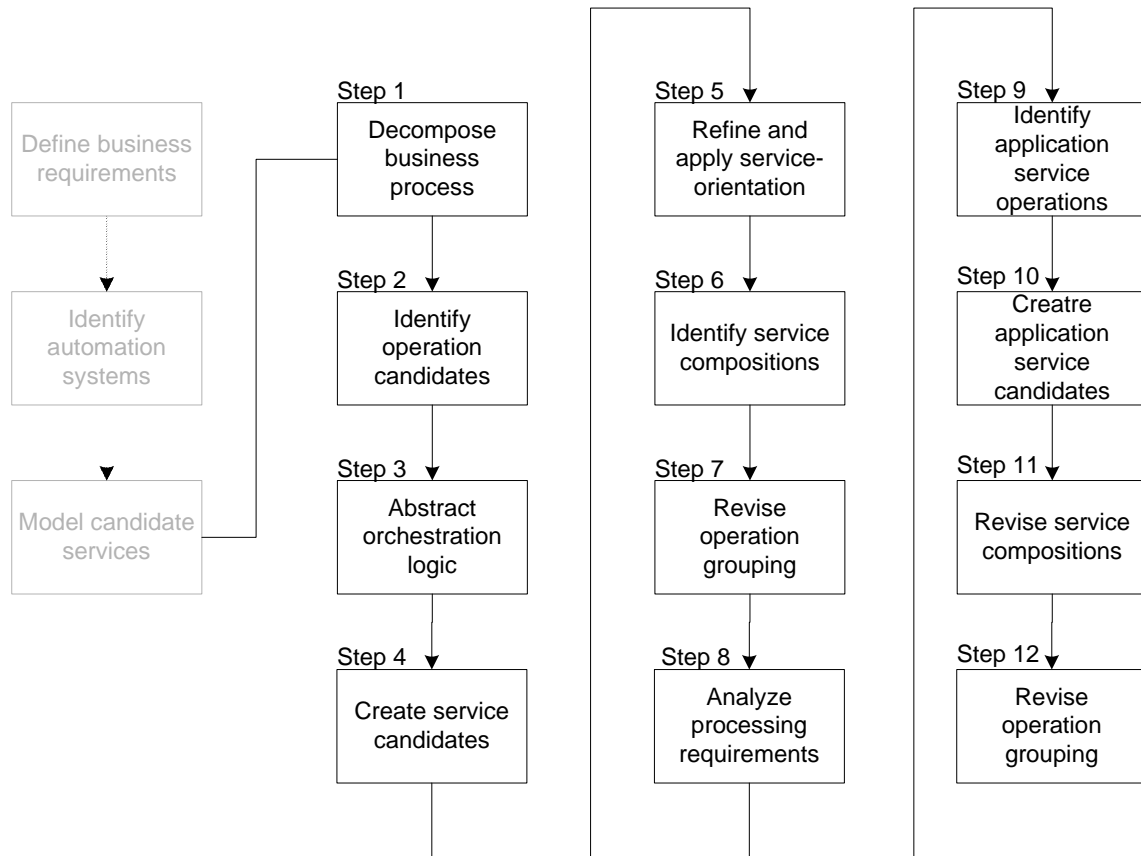 Define business
requirements
Identify
automation
systems
Model candidate
services
Step 1
Decompose
business
process
Step 2
Identify
operation
candidates
Step 3
Abstract
orchestration
logic
Step 4
Create service
candidates
Step 5
Refine and
apply service-
orientation
Step 6
Identify service
compositions
Step 7
Revise
operation
grouping
Step 8
Analyze
processing
requirements
Step 9
Identify
application
service
operations
Step 10
Creatre
application
service
candidates
Step 11
Revise service
compositions
Step 12
Revise
operation
grouping